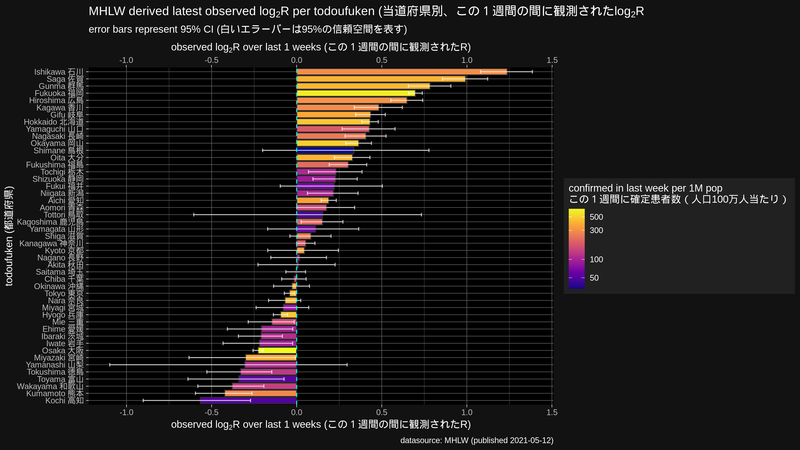 MHLW derived latest observed log₂R per todoufuken (当道府県別、この１週間の間に観測されたlog₂R
error bars represent 95% CI (白いエラーバーは95%の信頼空間を表す)
observed log₂R over last 1 weeks (この１週間の間に観測されたR)
-1.0 -0.5 0.0 0.5 1.0 1.5
todoufuken (都道府県)
Ishikawa 石川
Saga 佐賀
Gunma 群馬
Fukuoka 福岡
Hiroshima 広島
Kagawa 香川
Gifu 岐阜
Hokkaido 北海道
Yamaguchi 山口
Nagasaki 長崎
Okayama 岡山
Shimane 島根
Oita 大分
Fukushima 福島
Tochigi 栃木
Shizuoka 静岡
Fukui 福井
Niigata 新潟
Aichi 愛知
Aomori 青森
Tottori 鳥取
Kagoshima 鹿児島
Yamagata 山形
Shiga 滋賀
Kanagawa 神奈川
Kyoto 京都
Nagano 長野
Akita 秋田
Saitama 埼玉
Chiba 千葉
Okinawa 沖縄
Tokyo 東京
Nara 奈良
Miyagi 宮城
Hyogo 兵庫
Mie 三重
Ehime 愛媛
Ibaraki 茨城
Iwate 岩手
Osaka 大阪
Miyazaki 宮崎
Yamanashi 山梨
Tokushima 徳島
Toyama 富山
Wakayama 和歌山
Kumamoto 熊本
Kochi 高知
-1.0 -0.5 0.0 0.5 1.0 1.5
observed log₂R over last 1 weeks (この１週間の間に観測されたR)
confirmed in last week per 1M pop
この１週間に確定患者数 ( 人口100万人当たり )
500
300
100
50
datasource: MHLW (published 2021-05-12)